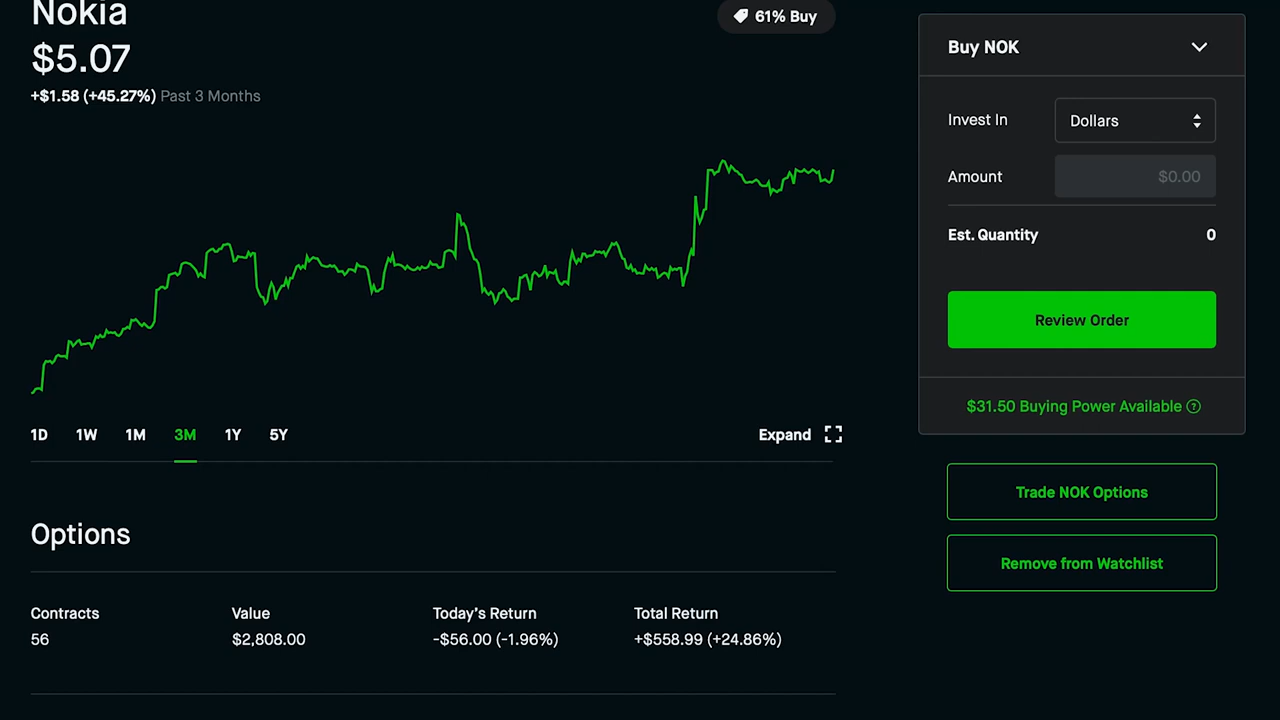 Nokia
61% Buy
$5.07
+$1.58 (+45.27%) Past 3 Months
1D 1W 1M 3M 1Y 5Y Expand
Options
Contracts Value Today's Return Total Return
56 $2,808.00 -$56.00 (-1.96%) +$558.99 (+24.86%)
Buy NOK
Invest In Dollars
Amount $0.00
Est. Quantity 0
Review Order
$31.50 Buying Power Available ?
Trade NOK Options
Remove from Watchlist